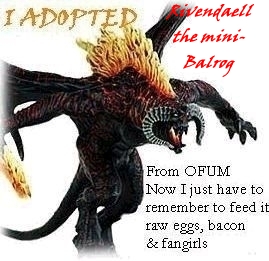 I ADOPTED
Rivendaell
the mini-
Balrog
From OFUM
Now I just have to
remember to feed it
raw eggs, bacon
& fangirls